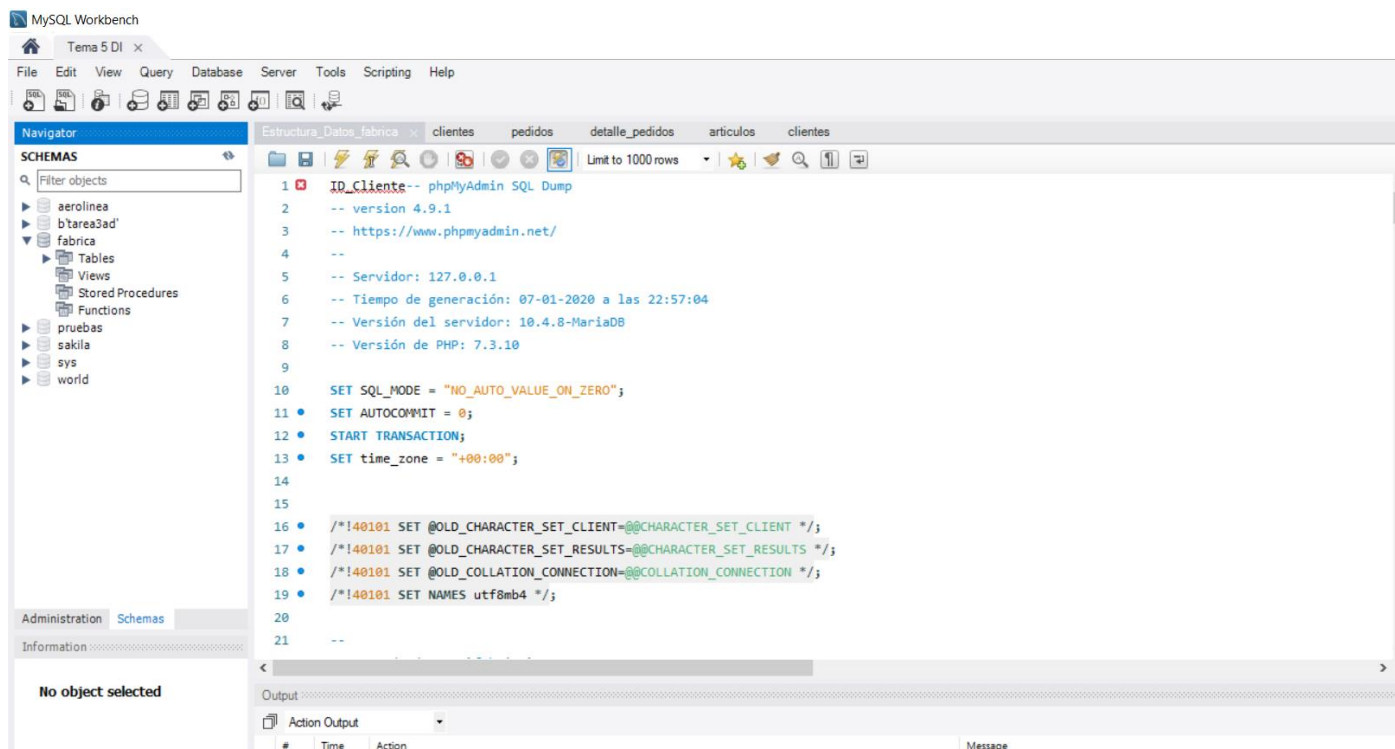 MySQL Workbench
Tema 5 DI
File Edit View Query Database Server Tools Scripting Help
Navigator
SCHEMAS
Filter objects
aerolinea
b'tarea3ad'
fabrica
Tables
Views
Stored Procedures
Functions
pruebas
sakila
sys
world
Administration Schemas
Information
No object selected
Estructura_Datos_fabrica clientes pedidos detalle_pedidos articulos clientes
Limit to 1000 rows
1 ID_Cliente-- phpMyAdmin SQL Dump
2 -- version 4.9.1
3 -- https://www.phpmyadmin.net/
4 --
5 -- Servidor: 127.0.0.1
6 -- Tiempo de generación: 07-01-2020 a las 22:57:04
7 -- Versión del servidor: 10.4.8-MariaDB
8 -- Versión de PHP: 7.3.10
9
10 SET SQL_MODE = "NO_AUTO_VALUE_ON_ZERO";
11 SET AUTOCOMMIT = 0;
12 START TRANSACTION;
13 SET time_zone = "+00:00";
14
15
16 /*!40101 SET @OLD_CHARACTER_SET_CLIENT=@@CHARACTER_SET_CLIENT */;
17 /*!40101 SET @OLD_CHARACTER_SET_RESULTS=@@CHARACTER_SET_RESULTS */;
18 /*!40101 SET @OLD_COLLATION_CONNECTION=@@COLLATION_CONNECTION */;
19 /*!40101 SET NAMES utf8mb4 */;
20
21 --
Output
Action Output
# Time Action Message